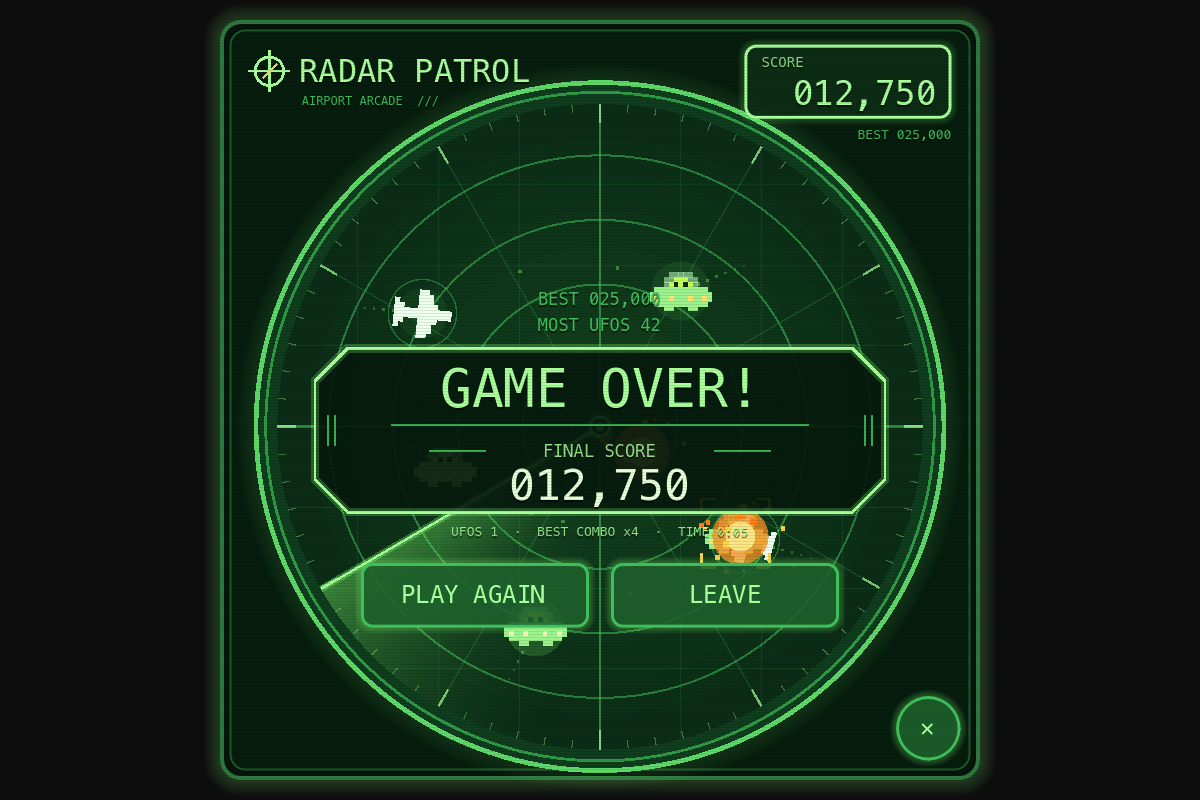 RADAR PATROL
AIRPORT ARCADE ///
SCORE
012,750
BEST 025,000
BEST 025,000
MOST UFOS 42
GAME OVER!
FINAL SCORE
012,750
UFOS 1 · BEST COMBO x4 · TIME 0:05
PLAY AGAIN
LEAVE
×